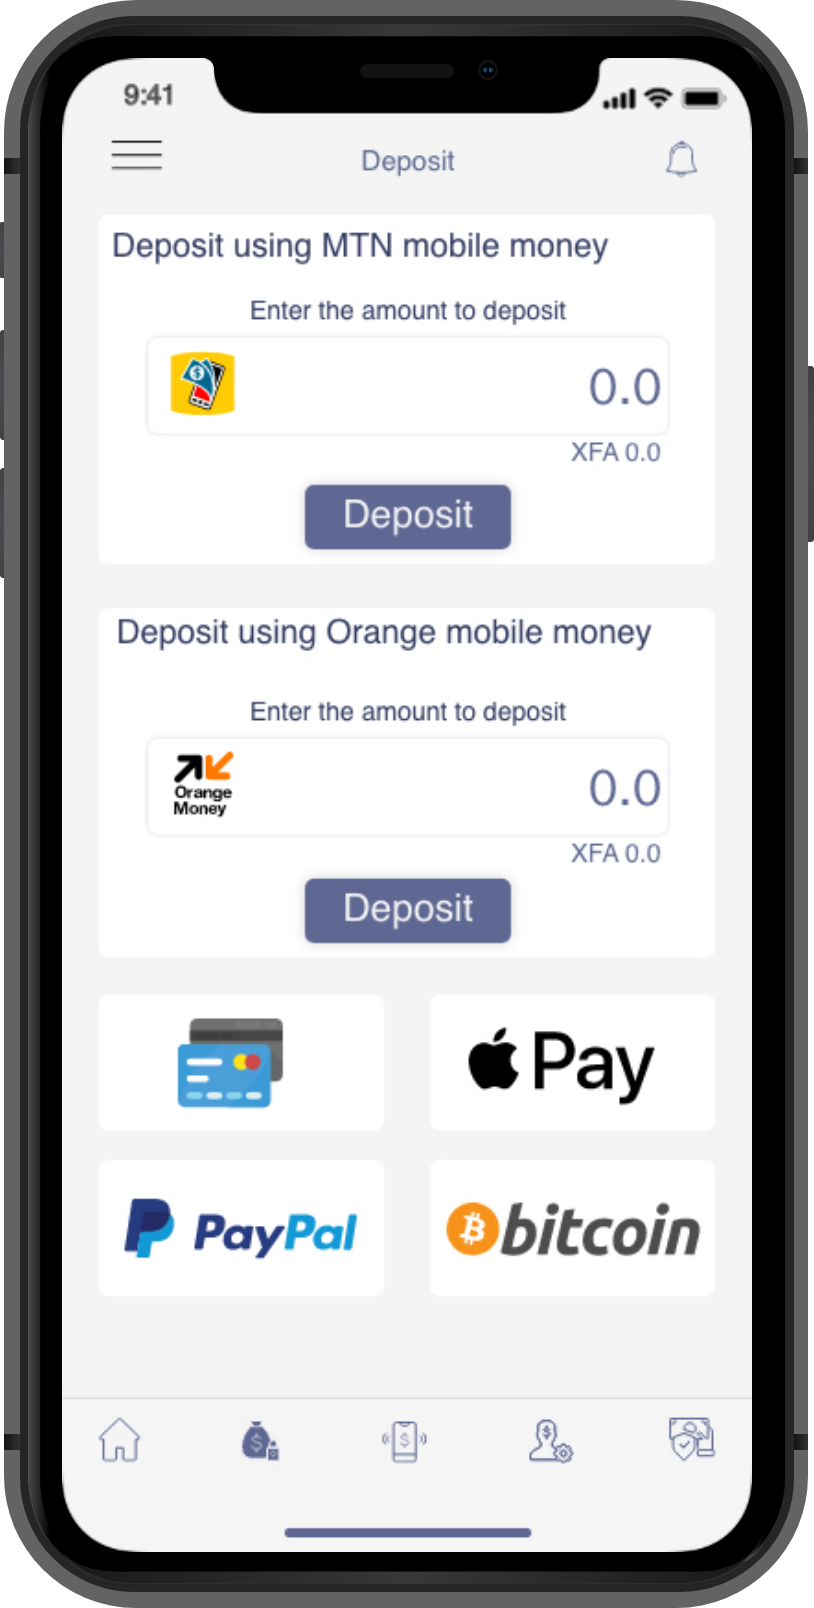 9:41
Deposit
Deposit using MTN mobile money
Enter the amount to deposit
0.0
XFA 0.0
Deposit
Deposit using Orange mobile money
Enter the amount to deposit
Orange
Money
0.0
XFA 0.0
Deposit
Pay
PayPal
bitcoin